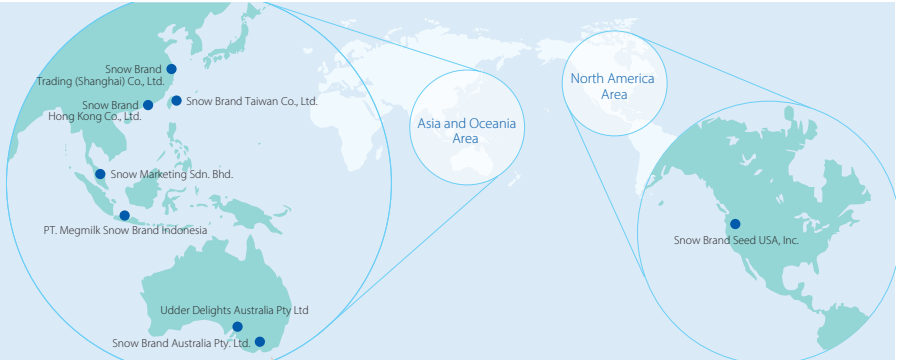 Snow Brand
Trading (Shanghai) Co., Ltd.
Snow Brand Taiwan Co., Ltd.
Snow Brand
Hong Kong Co., Ltd.
Snow Marketing Sdn. Bhd.
PT. Megmilk Snow Brand Indonesia
Udder Delights Australia Pty Ltd
Snow Brand Australia Pty. Ltd.
Asia and Oceania
Area
North America
Area
Snow Brand Seed USA, Inc.